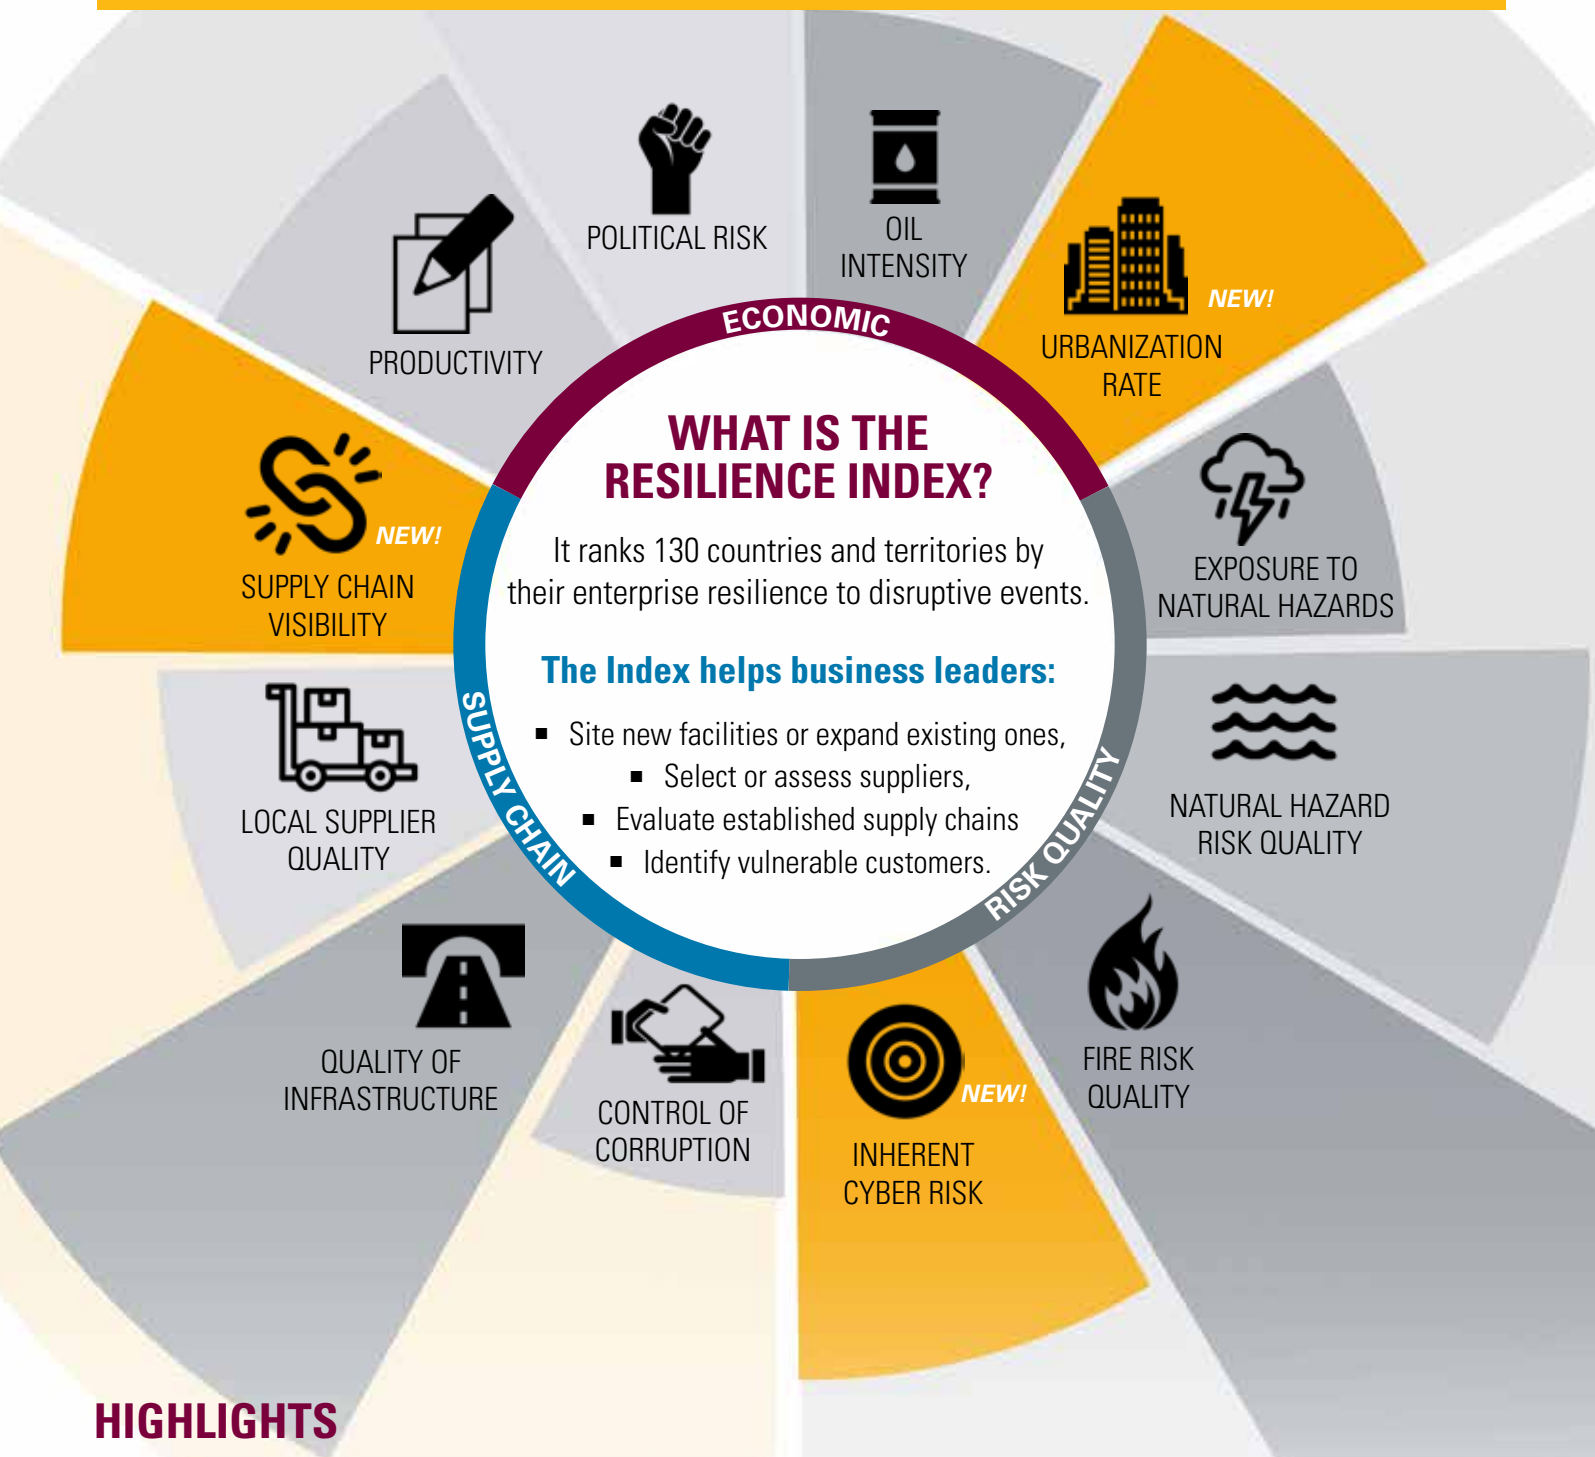 POLITICAL RISK
OIL
INTENSITY
NEW!
URBANIZATION
RATE
PRODUCTIVITY
ECONOMIC
WHAT IS THE
RESILIENCE INDEX?
It ranks 130 countries and territories by
their enterprise resilience to disruptive events.
The Index helps business leaders:
▪ Site new facilities or expand existing ones,
▪ Select or assess suppliers,
▪ Evaluate established supply chains
▪ Identify vulnerable customers.
NEW!
SUPPLY CHAIN
VISIBILITY
EXPOSURE TO
NATURAL HAZARDS
SUPPLY CHAIN
RISK QUALITY
LOCAL SUPPLIER
QUALITY
NATURAL HAZARD
RISK QUALITY
QUALITY OF
INFRASTRUCTURE
CONTROL OF
CORRUPTION
NEW!
INHERENT
CYBER RISK
FIRE RISK
QUALITY
HIGHLIGHTS